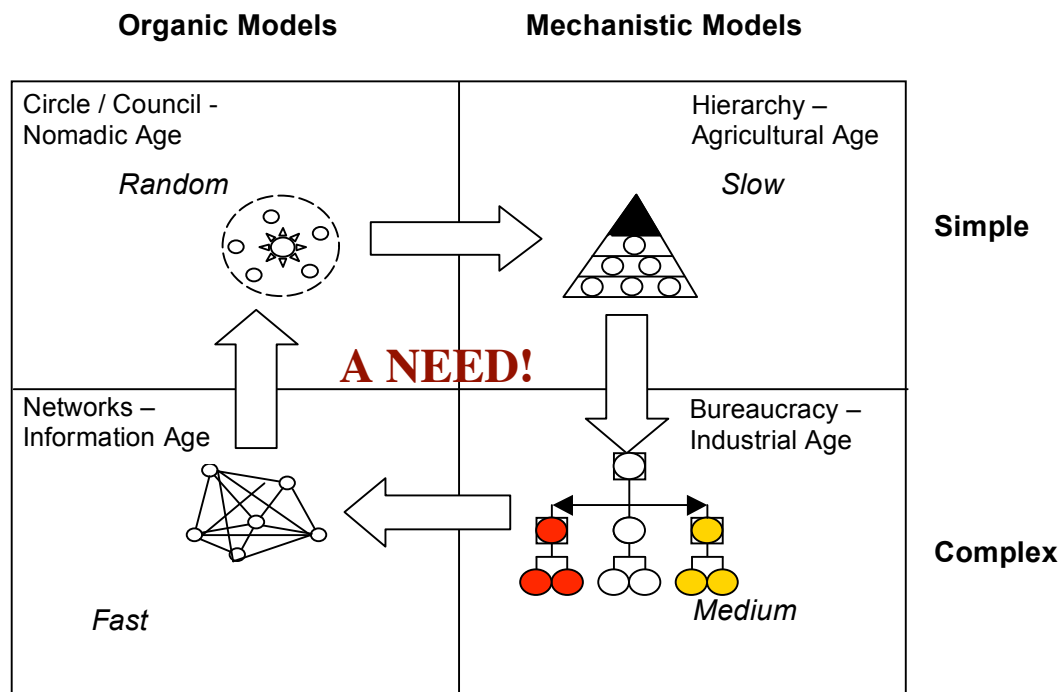 Organic Models
Mechanistic Models
Circle / Council -
Nomadic Age
Random
Hierarchy –
Agricultural Age
Slow
Simple
A NEED!
Networks –
Information Age
Fast
Bureaucracy –
Industrial Age
Medium
Complex